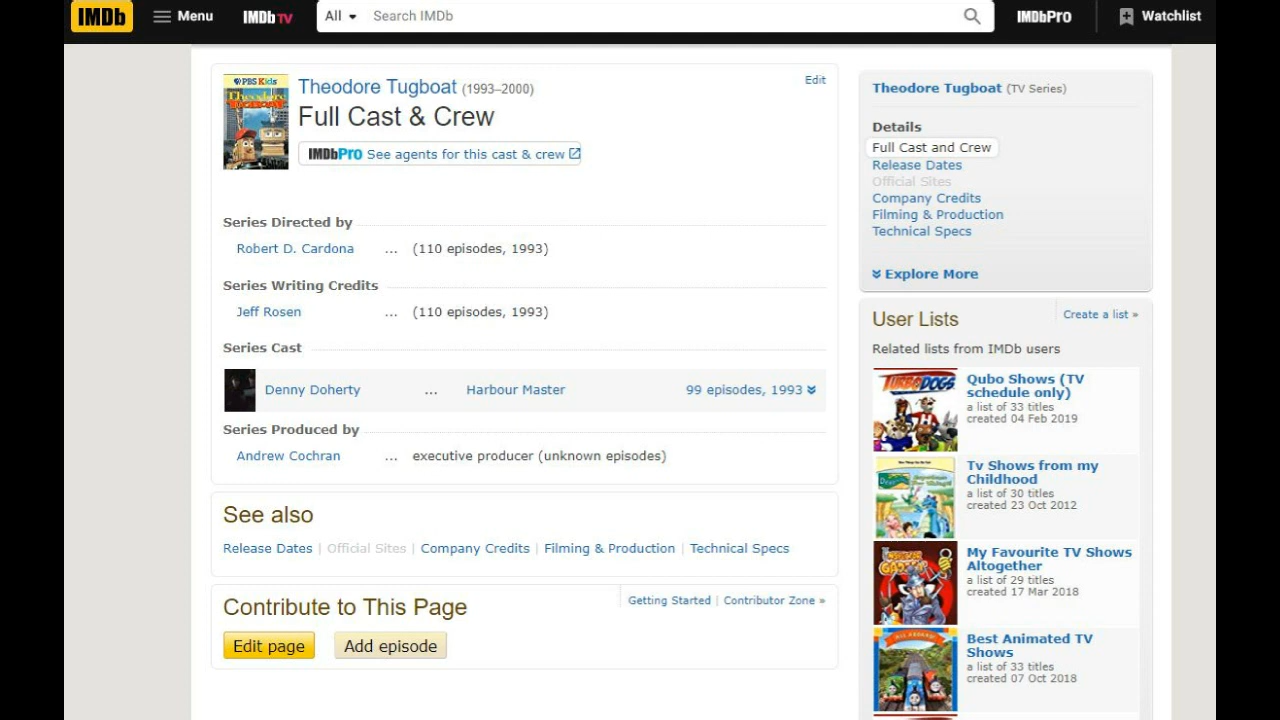 IMDb Menu IMDb TV All Search IMDb IMDbPro Watchlist
PBS Kids
Theodore
TUGBOAT
Theodore Tugboat (1993–2000) Edit
Full Cast & Crew
IMDbPro See agents for this cast & crew
Series Directed by
Robert D. Cardona ... (110 episodes, 1993)
Series Writing Credits
Jeff Rosen ... (110 episodes, 1993)
Series Cast
Denny Doherty ... Harbour Master 99 episodes, 1993
Series Produced by
Andrew Cochran ... executive producer (unknown episodes)
See also
Release Dates | Official Sites | Company Credits | Filming & Production | Technical Specs
Contribute to This Page
Getting Started | Contributor Zone »
Edit page Add episode
Theodore Tugboat (TV Series)
Details
Full Cast and Crew
Release Dates
Official Sites
Company Credits
Filming & Production
Technical Specs
Explore More
User Lists Create a list »
Related lists from IMDb users
TURBO DOGS
Qubo Shows (TV
schedule only)
a list of 33 titles
created 04 Feb 2019
Tv Shows from my
Childhood
a list of 30 titles
created 23 Oct 2012
My Favourite TV Shows
Altogether
a list of 29 titles
created 17 Mar 2018
Best Animated TV
Shows
a list of 33 titles
created 07 Oct 2018